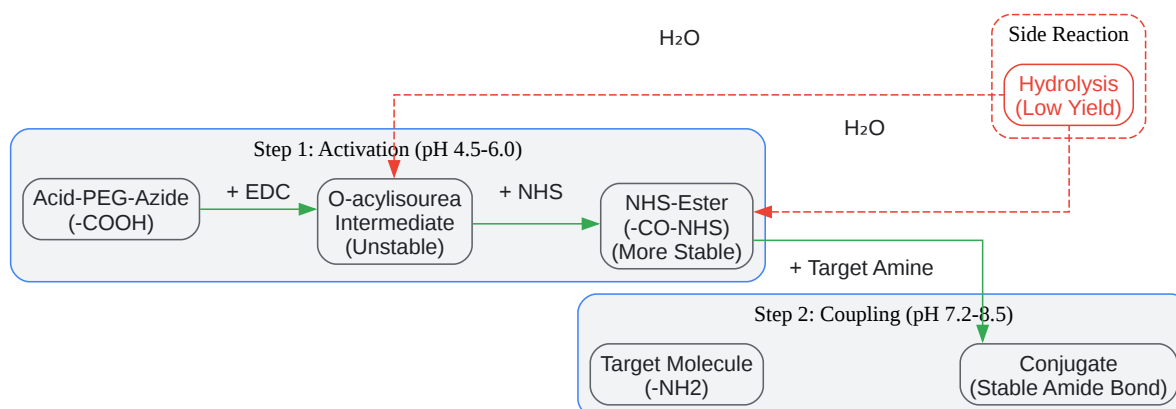 H₂O
Side Reaction
Hydrolysis
(Low Yield)
H₂O
Step 1: Activation (pH 4.5-6.0)
Acid-PEG-Azide
(-COOH)
+ EDC
O-acylisourea
Intermediate
(Unstable)
+ NHS
NHS-Ester
(-CO-NHS)
(More Stable)
+ Target Amine
Step 2: Coupling (pH 7.2-8.5)
Target Molecule
(-NH2)
Conjugate
(Stable Amide Bond)